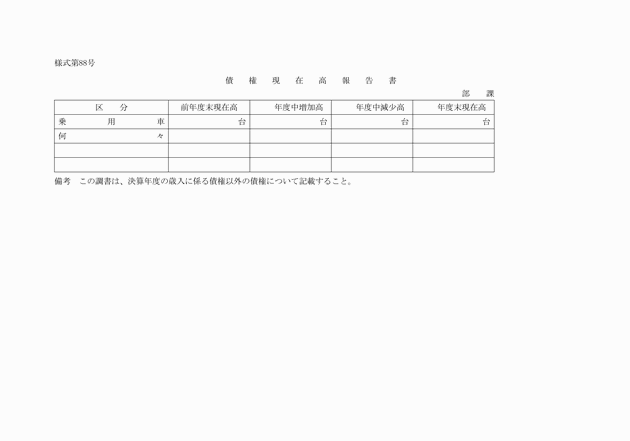 様式第88号
債権現在高報告書
部 課
区 分 前年度末現在高 年度中増加高 年度中減少高 年度末現在高
乗用車 台 台 台 台
何々
備考 この調書は、決算年度の歳入に係る債権以外の債権について記載すること。